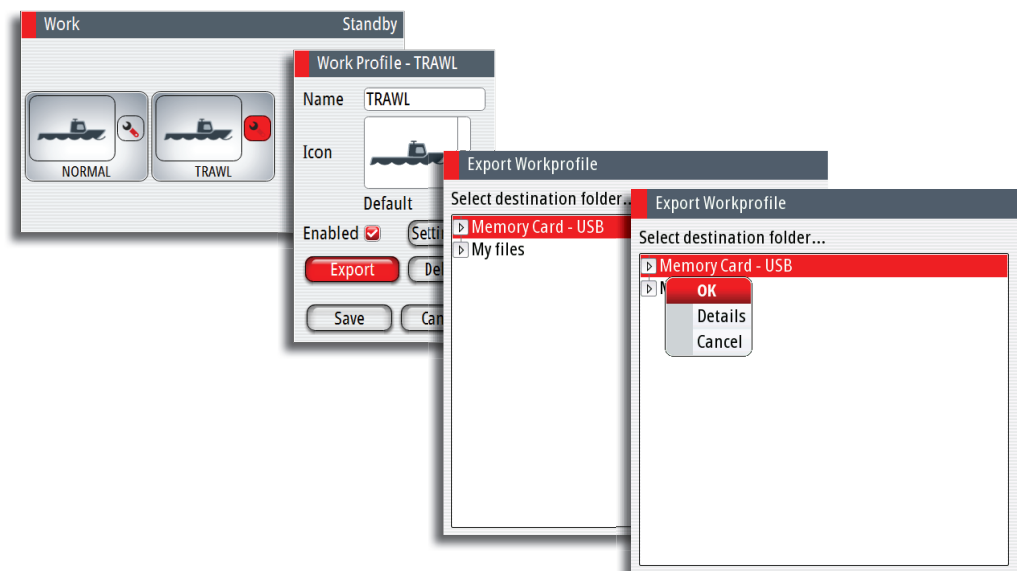 Work Standby
NORMAL
TRAWL
Work Profile - TRAWL
Name TRAWL
Icon
Default
Enabled
Export
Save
Export Workprofile
Select destination folder..
Memory Card - USB
My files
Export Workprofile
Select destination folder...
Memory Card - USB
OK
Details
Cancel